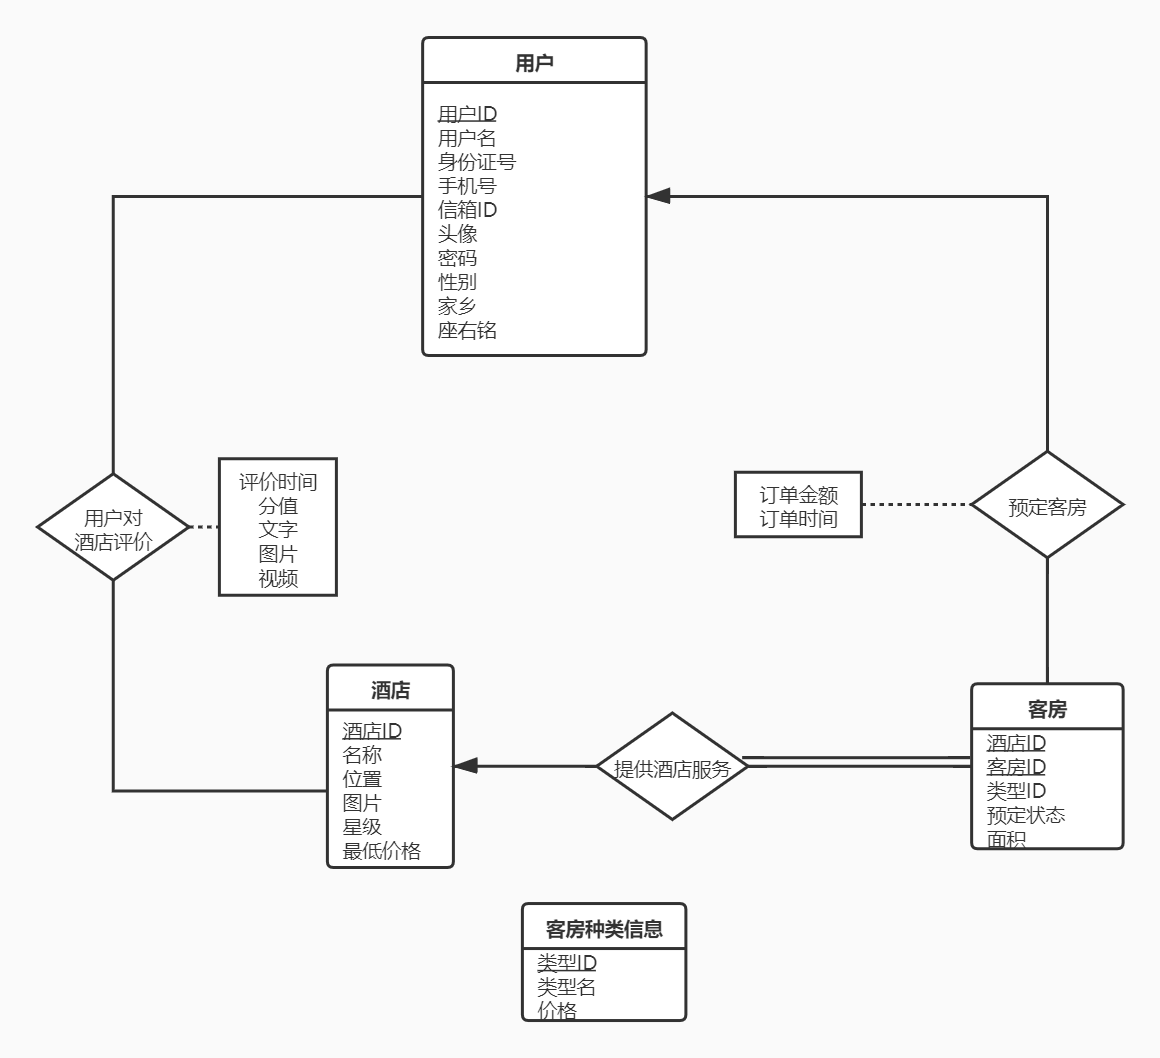 用户
用户ID
用户名
身份证号
手机号
信箱ID
头像
密码
性别
家乡
座右铭
用户对
酒店评价
评价时间
分值
文字
图片
视频
订单金额
订单时间
预定客房
酒店
酒店ID
名称
位置
图片
星级
最低价格
提供酒店服务
客房
酒店ID
客房ID
类型ID
预定状态
面积
客房种类信息
类型ID
类型名
价格